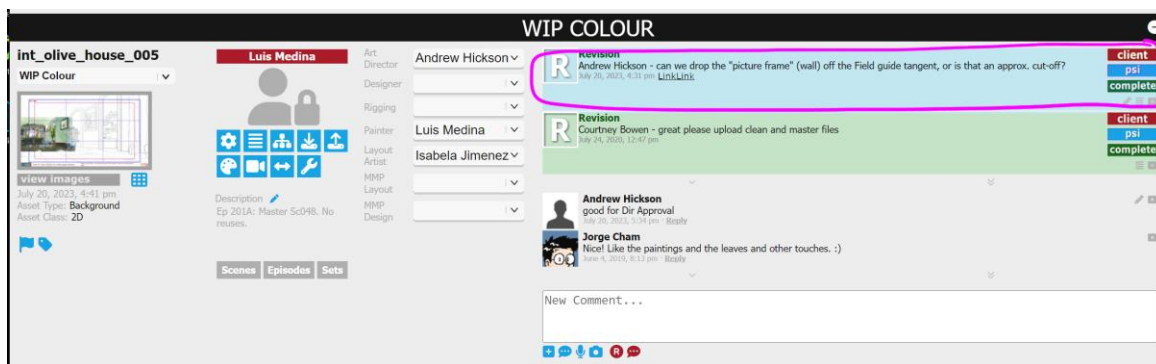 WIP COLOUR
int_olive_house_005
WIP Colour
view images
July 20, 2023, 4:41 pm
Asset Type: Background
Asset Class: 2D
Luis Medina
Description
Ep 201A: Master Sc048. No
reuses.
Scenes Episodes Sets
Art
Director
Andrew Hickson
Designer
Rigging
Painter
Luis Medina
Layout
Artist
Isabela Jimenez
MMP
Layout
MMP
Design
R
Revision
Andrew Hickson - can we drop the "picture frame" (wall) off the Field guide tangent, or is that an approx. cut-off?
July 20, 2023, 4:31 pm LinkLink
client
psi
complete
R
Revision
Courtney Bowen - great please upload clean and master files
July 24, 2020, 12:47 pm
client
psi
complete
Andrew Hickson
good for Dir Approval
July 20, 2023, 5:34 pm · Reply
Jorge Cham
Nice! Like the paintings and the leaves and other touches. :)
June 4, 2019, 8:13 pm · Reply
New Comment...
R